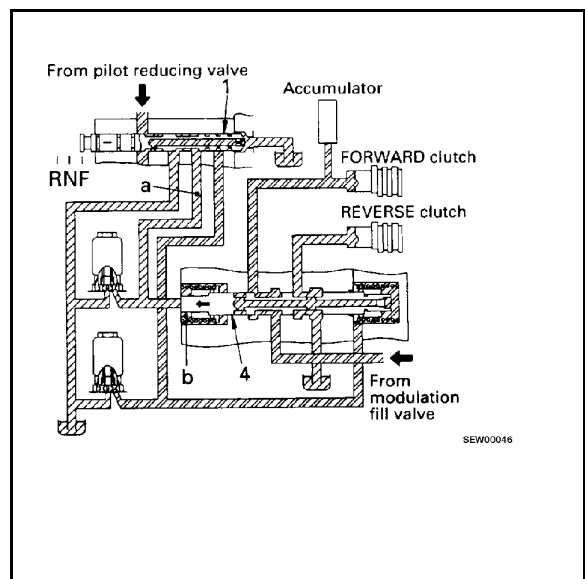 From pilot reducing valve
1
Accumulator
FORWARD clutch
RNF
a
REVERSE clutch
b
4
From
modulation
fill valve
SEW00046